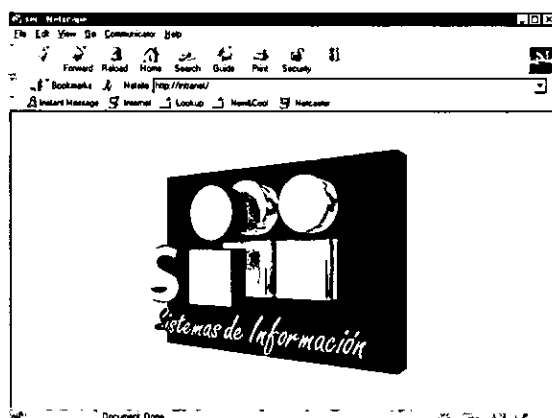 Netscape
File Edit View Go Communicator Help
Forward Reload Home Search Guide Print Security
Bookmarks Netsite http://intranet/
Instant Message Internet Lookup New&Cool Netcaster
S
Sistemas de Información
Document: Done